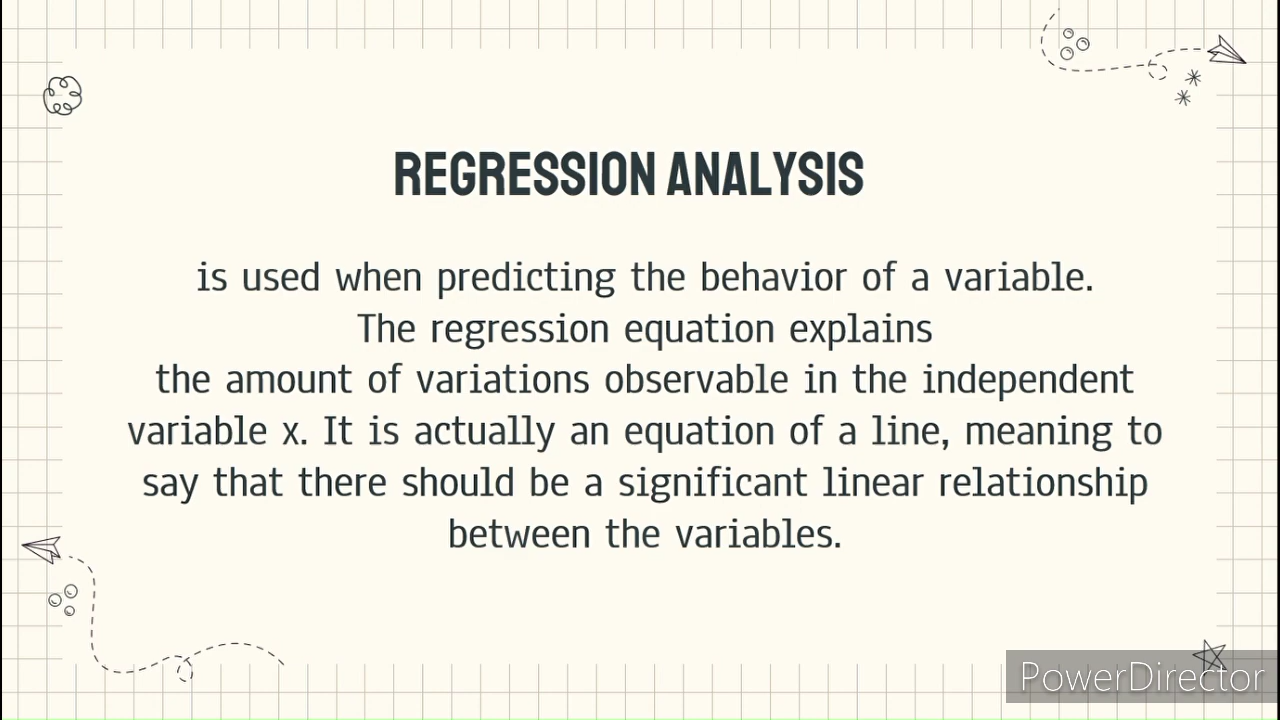 REGRESSION ANALYSIS
is used when predicting the behavior of a variable.
The regression equation explains
the amount of variations observable in the independent
variable x. It is actually an equation of a line, meaning to
say that there should be a significant linear relationship
between the variables.
PowerDirector